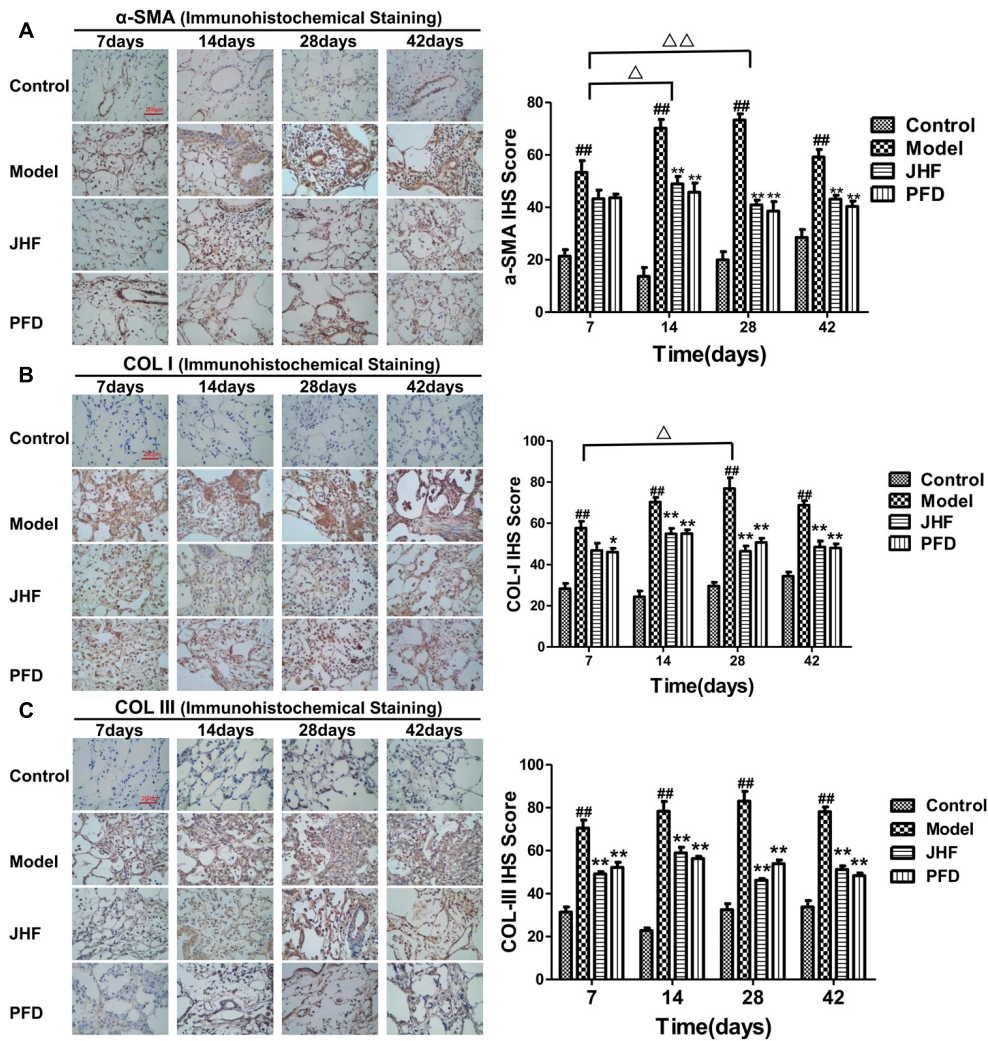 A
α-SMA (Immunohistochemical Staining)
7days 14days 28days 42days
Control
Model
JHF
PFD
200μm
△△
△
## ## ## ##
** ** ** ** ** **
80
60
40
20
0
a-SMA IHS Score
7 14 28 42
Time(days)
Control
Model
JHF
PFD
B
COL I (Immunohistochemical Staining)
7days 14days 28days 42days
Control
Model
JHF
PFD
△
## ## ## ##
* ** ** ** ** ** **
100
80
60
40
20
0
COL-I IHS Score
7 14 28 42
Time(days)
Control
Model
JHF
PFD
C
COL III (Immunohistochemical Staining)
7days 14days 28days 42days
Control
Model
JHF
PFD
200μm
## ## ## ##
** ** ** ** ** ** ** **
100
80
60
40
20
0
COL-III IHS Score
7 14 28 42
Time(days)
Control
Model
JHF
PFD